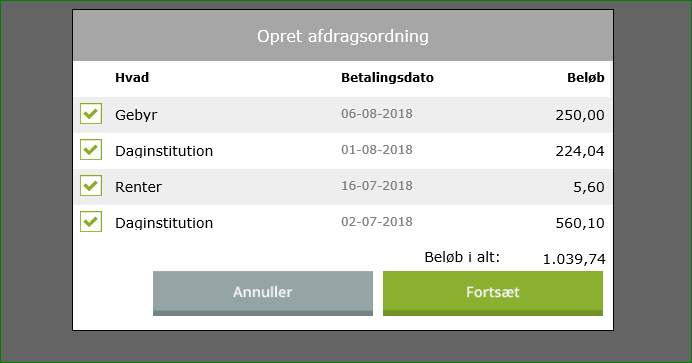 Opret afdragsordning
Hvad Betalingsdato Beløb
Gebyr 06-08-2018 250,00
Daginstitution 01-08-2018 224,04
Renter 16-07-2018 5,60
Daginstitution 02-07-2018 560,10
Beløb i alt: 1.039,74
Annuller Fortsæt